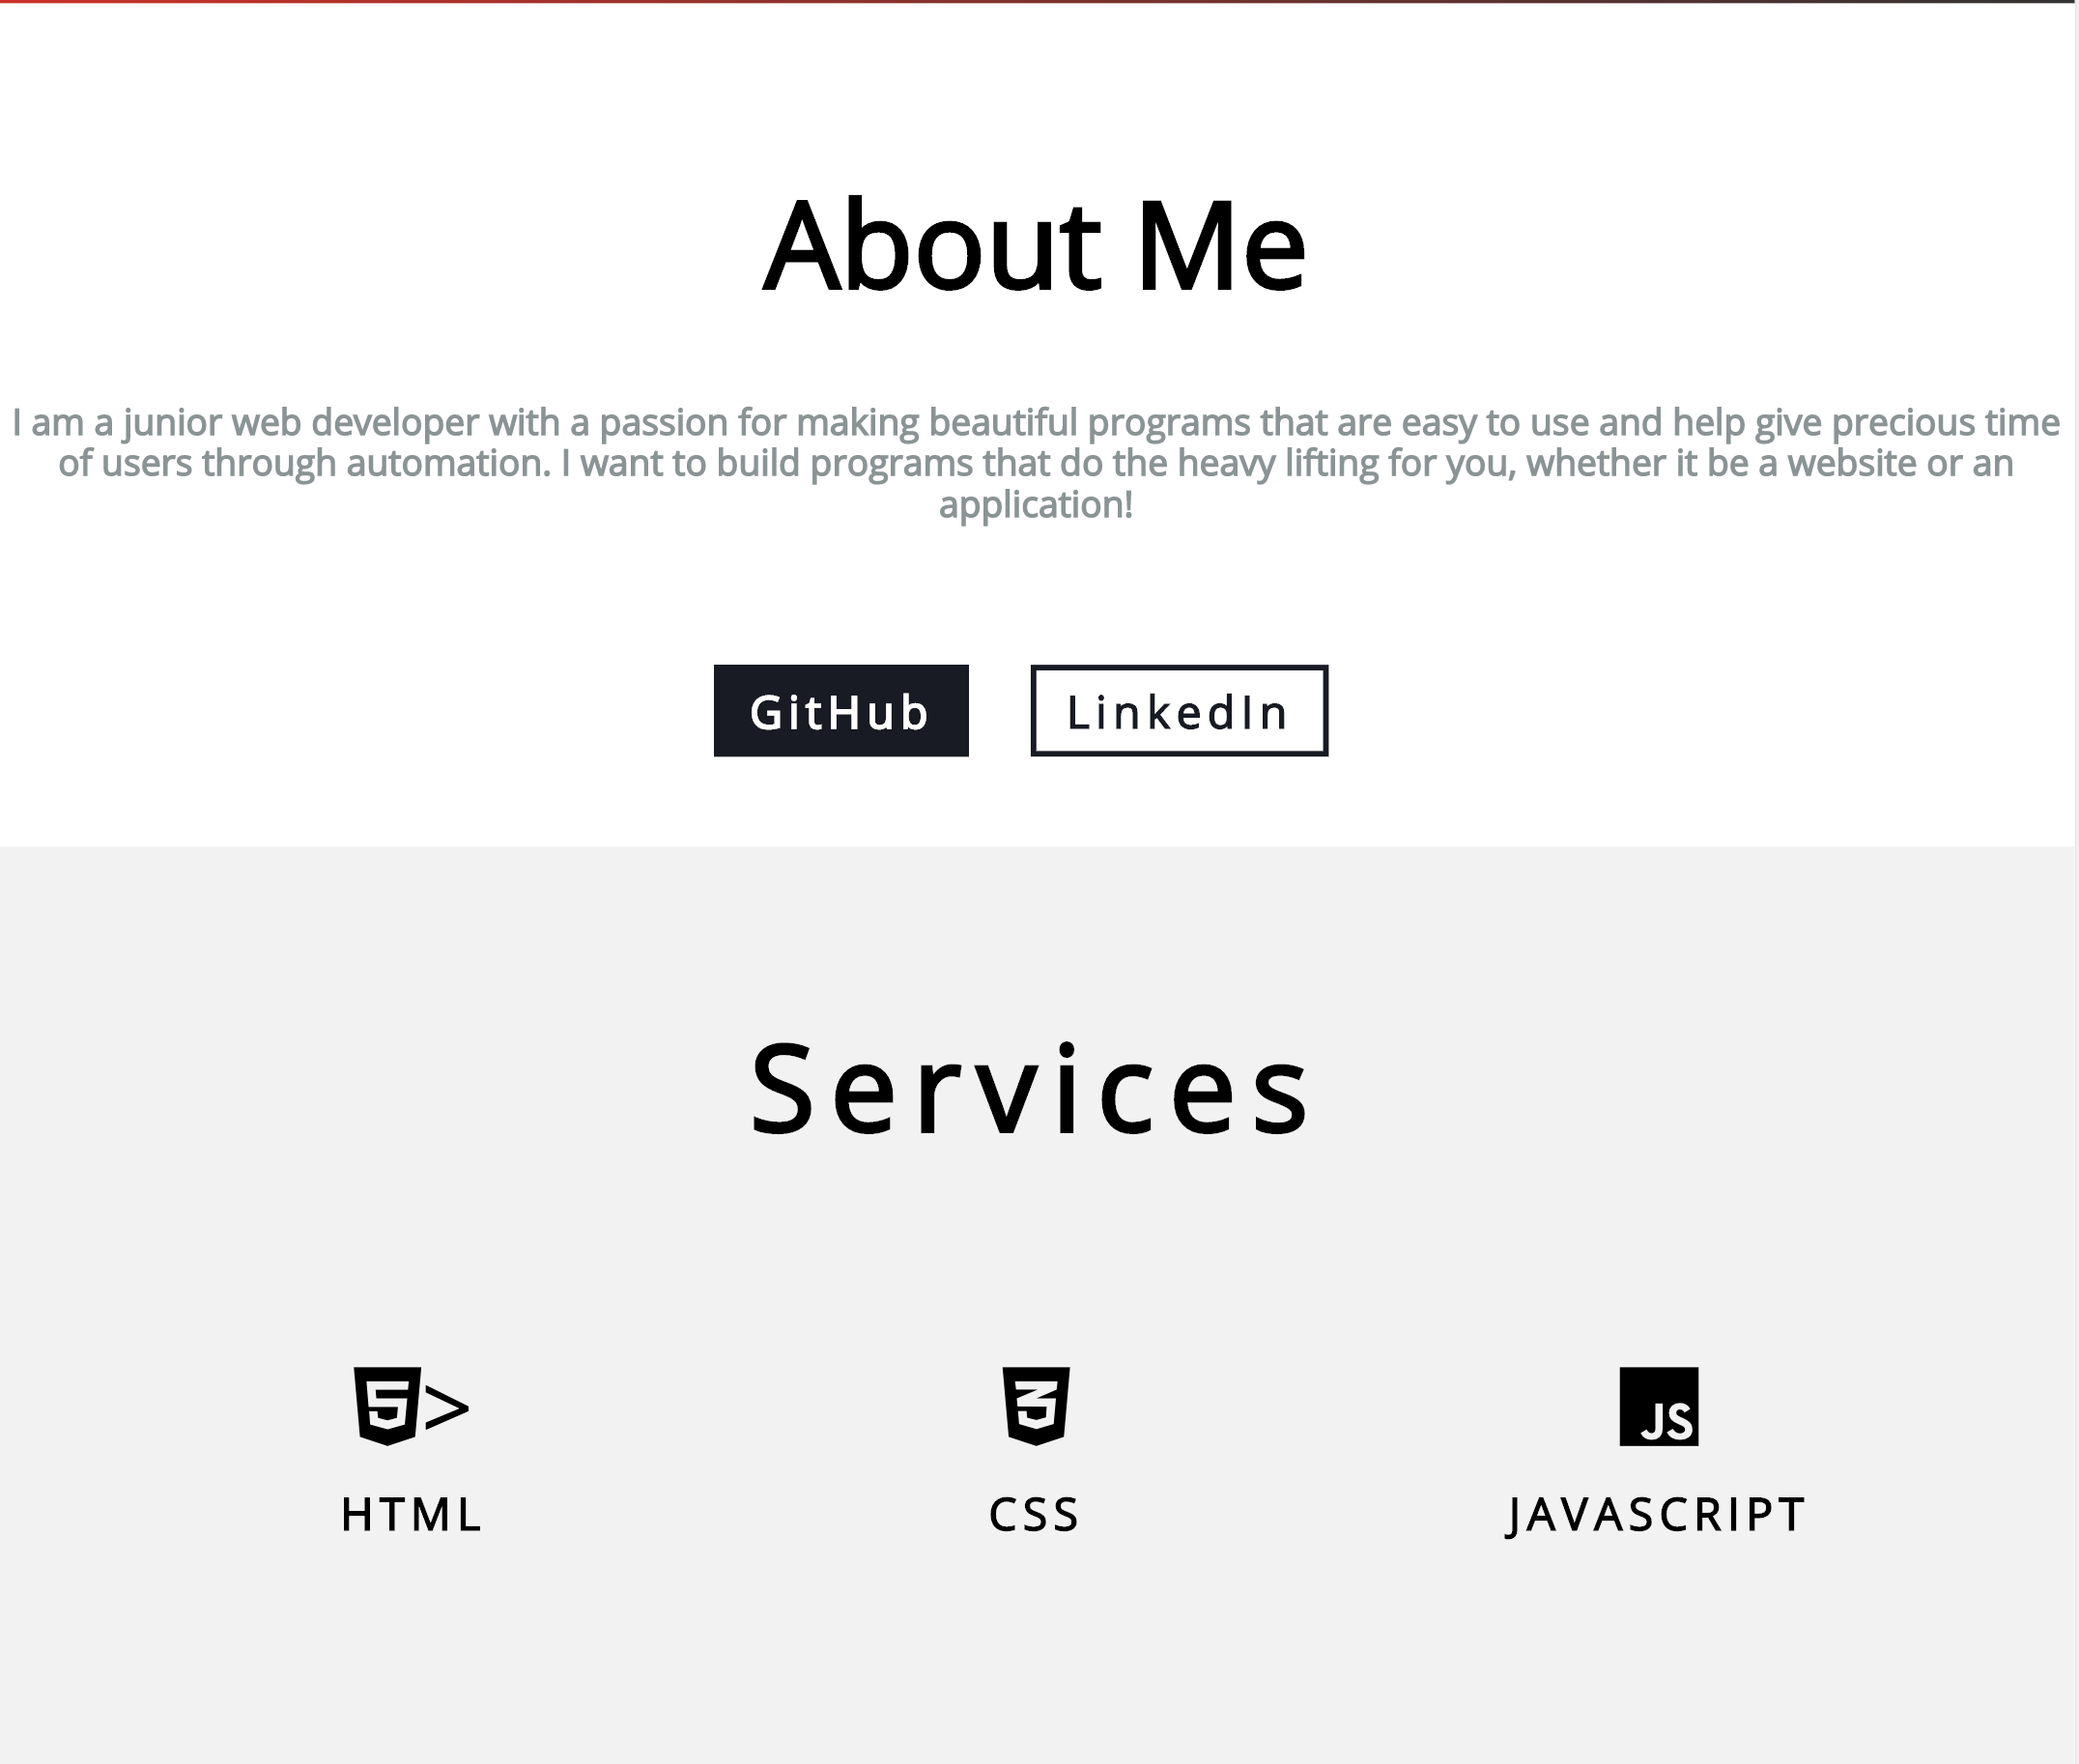 About Me
I am a junior web developer with a passion for making beautiful programs that are easy to use and help give precious time
of users through automation. I want to build programs that do the heavy lifting for you, whether it be a website or an
application!
GitHub LinkedIn
Services
5> 3 JS
HTML CSS JAVASCRIPT